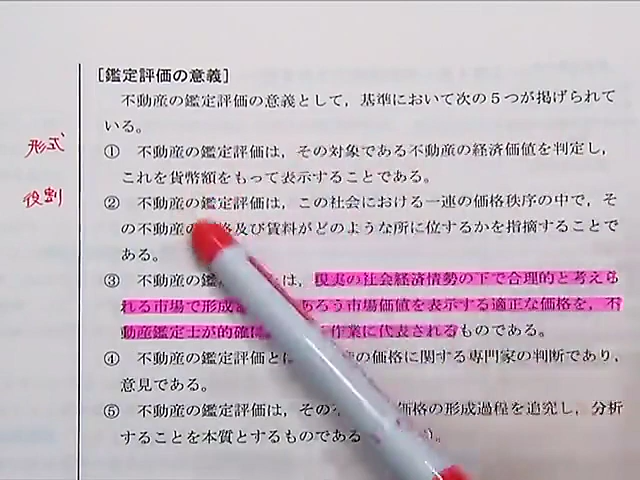 [鑑定評価の意義]
不動産の鑑定評価の意義として，基準において次の５つが掲げられて
いる。
形式
① 不動産の鑑定評価は，その対象である不動産の経済価値を判定し，
これを貨幣額をもって表示することである。
役割
② 不動産の鑑定評価は，この社会における一連の価格秩序の中で，そ
の不動産の 格及び賃料がどのような所に位するかを指摘することで
ある。
③ 不動産の鑑 は，現実の社会経済情勢の下で合理的と考えら
れる市場で形成 あろう市場価値を表示する適正な価格を，不
動産鑑定士が的確に 作業に代表されるものである。
④ 不動産の鑑定評価と の価格に関する専門家の判断であり，
意見である。
⑤ 不動産の鑑定評価は，その 価格の形成過程を追究し，分析
することを本質とするものであ )。